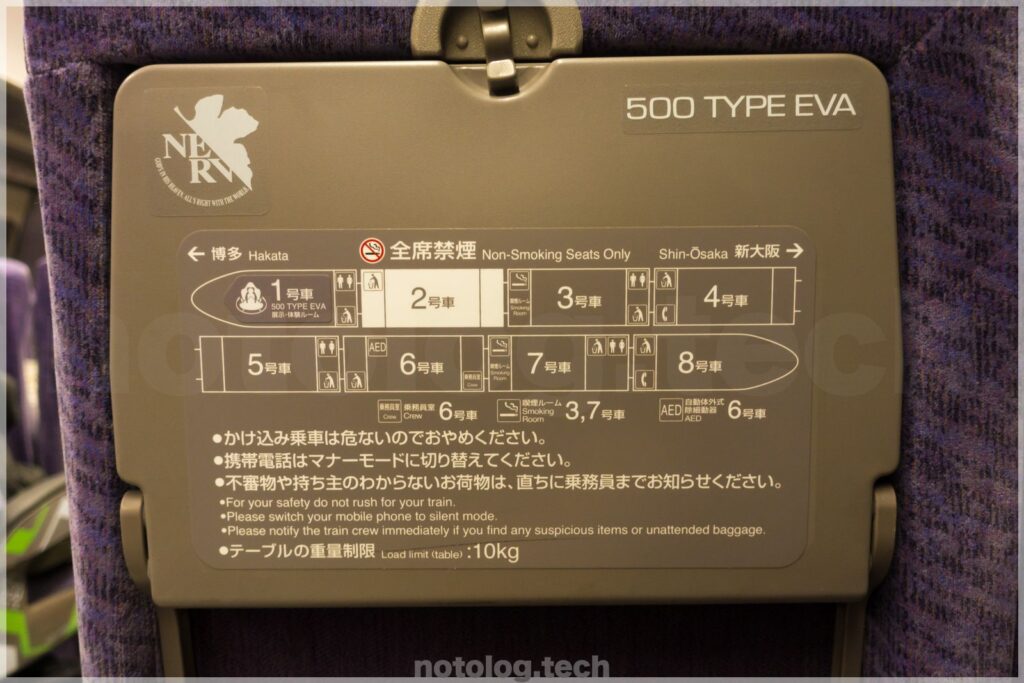 NERV
GOD'S IN HIS HEAVEN. ALL'S RIGHT WITH THE WORLD.
500 TYPE EVA
← 博多 Hakata 全席禁煙 Non-Smoking Seats Only Shin-Ōsaka 新大阪 →
1号車
500 TYPE EVA
展示・体験ルーム
2号車
喫煙ルーム
Smoking
Room
3号車
4号車
5号車
AED
6号車
乗務員室
Crew
喫煙ルーム
Smoking
Room
7号車
8号車
乗務員室 Crew 乗務員室 Crew 6号車
喫煙ルーム Smoking Room 3,7号車
AED 自動体外式除細動器 AED 6号車
●かけ込み乗車は危ないのでおやめください。
●携帯電話はマナーモードに切り替えてください。
●不審物や持ち主のわからないお荷物は、直ちに乗務員までお知らせください。
●For your safety do not rush for your train.
●Please switch your mobile phone to silent mode.
●Please notify the train crew immediately if you find any suspicious items or unattended baggage.
●テーブルの重量制限 Load limit (table) :10kg
notolog.tech